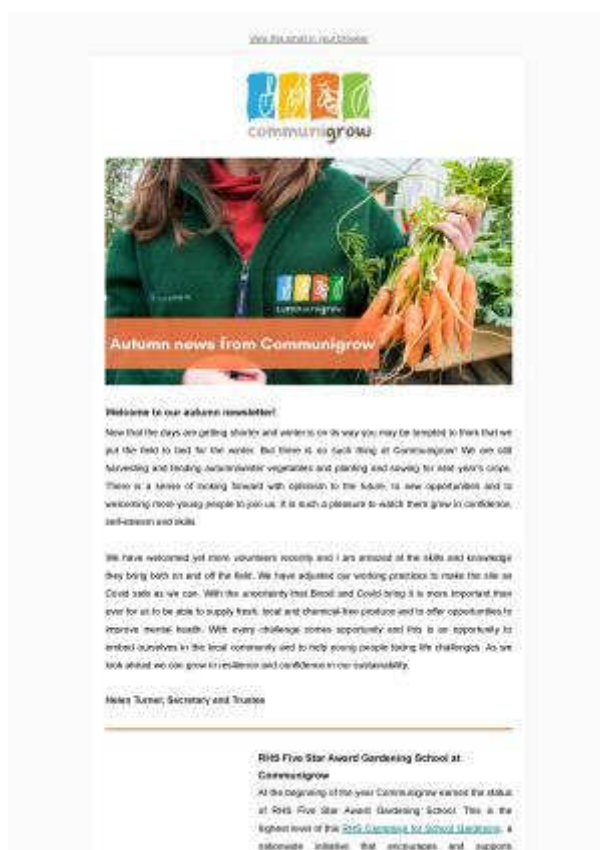 View this email in your browser
communigrow
communigrow
Autumn news from Communigrow
Welcome to our autumn newsletter!
Now that the days are getting shorter and winter is on its way you may be tempted to think that we
put the field to bed for the winter. But there is no such thing at Communigrow! We are still
harvesting and tending autumn/winter vegetables and planting and sowing for next year's crops.
There is a sense of looking forward with optimism to the future, to new opportunities and to
welcoming more young people to join us. It is such a pleasure to watch them grow in confidence,
self-esteem and skills.
We have welcomed yet more volunteers recently and I am amazed at the skills and knowledge
they bring both on and off the field. We have adjusted our working practices to make the site as
Covid safe as we can. With the uncertainty that Brexit and Covid bring it is more important than
ever for us to be able to supply fresh, local and chemical-free produce and to offer opportunities to
improve mental health. With every challenge comes opportunity and this is an opportunity to
embed ourselves in the local community and to help young people facing life challenges. As we
look ahead we can grow in resilience and confidence in our sustainability.
Helen Turner, Secretary and Trustee
RHS Five Star Award Gardening School at
Communigrow
At the beginning of the year Communigrow earned the status
of RHS Five Star Award Gardening School. This is the
highest level of this RHS Campaign for School Gardening, a
nationwide initiative that encourages and supports